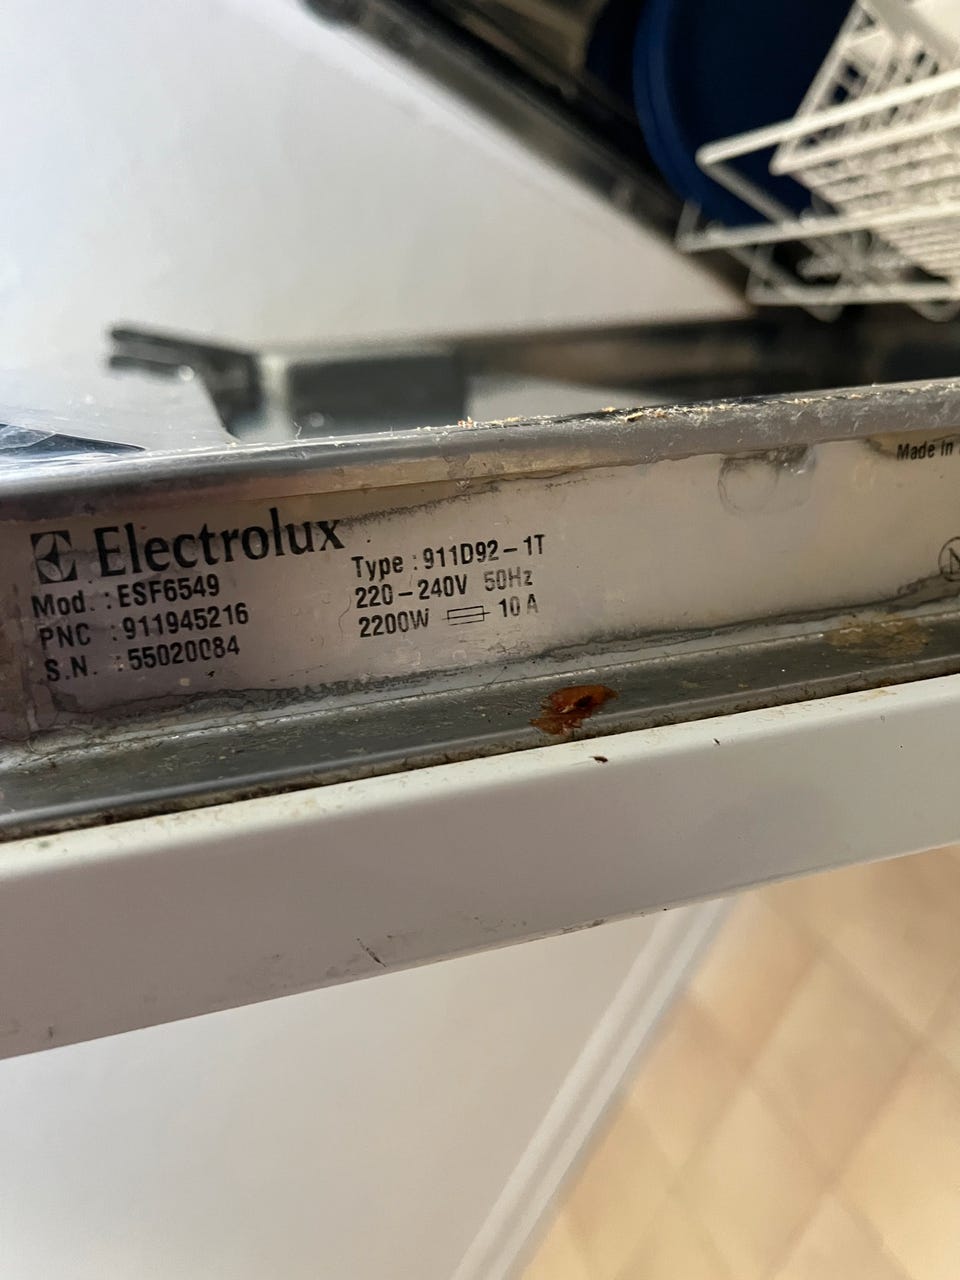 Electrolux
Mod. : ESF6549
PNC : 911945216
S.N. : 55020084
Type : 911D92-1T
220-240V 50Hz
2200W 10 A
Made in